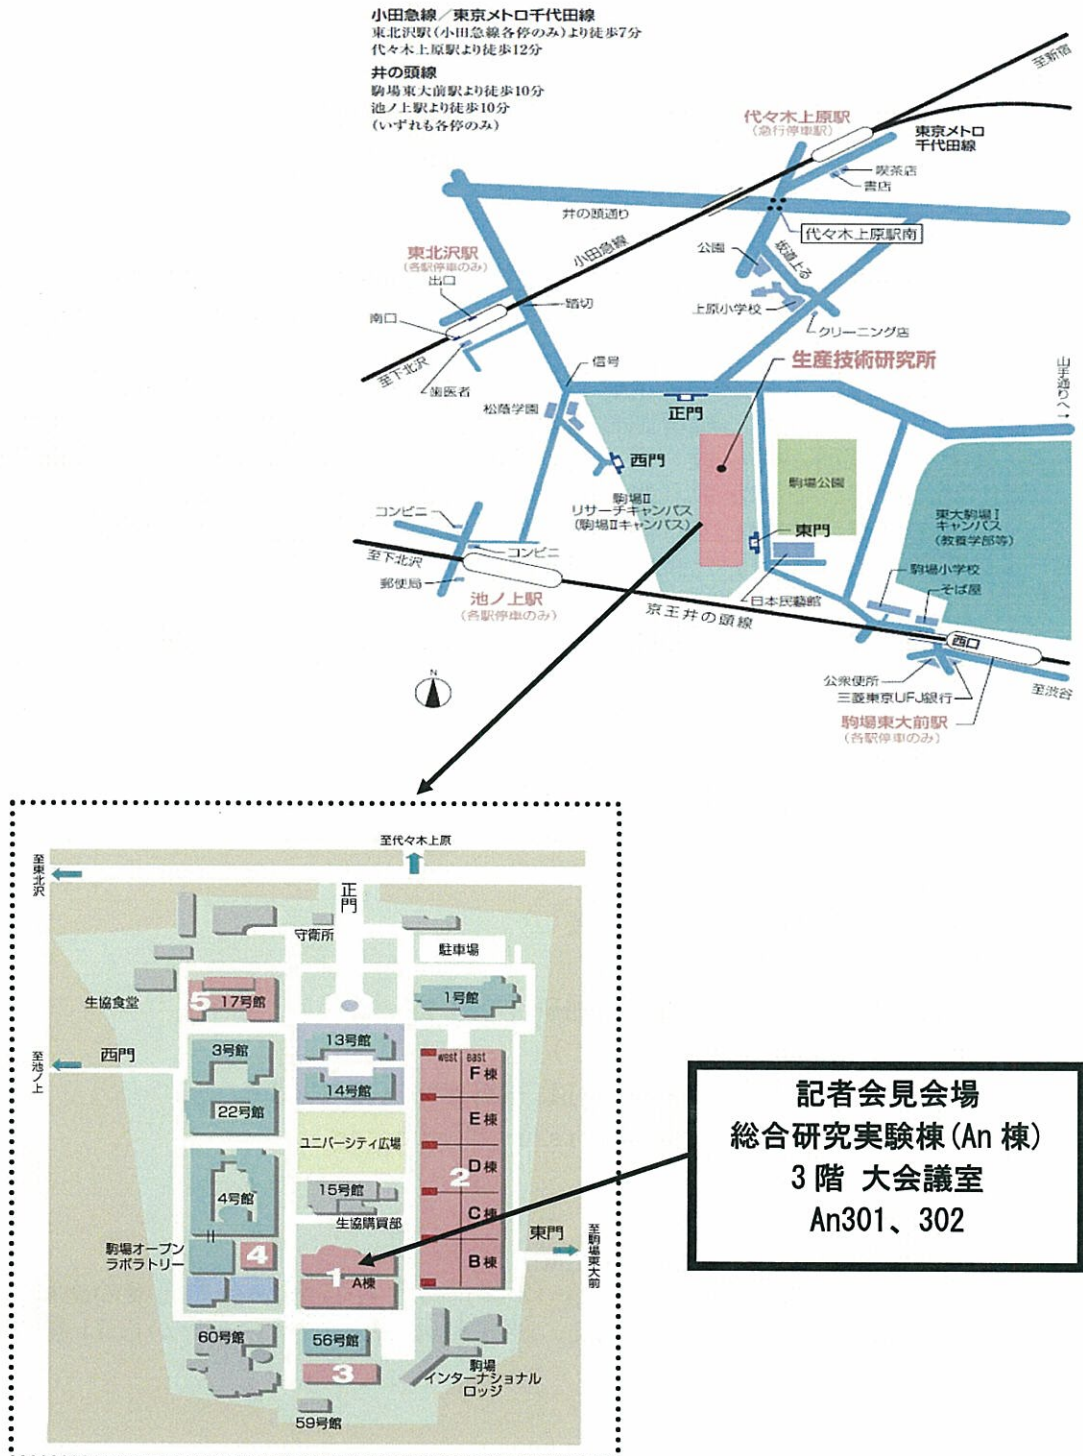 小田急線／東京メトロ千代田線
東北沢駅(小田急線各停のみ)より徒歩7分
代々木上原駅より徒歩12分
井の頭線
駒場東大前駅より徒歩10分
池ノ上駅より徒歩10分
(いずれも各停のみ)
至新宿
代々木上原駅
(急行停車駅)
東京メトロ
千代田線
喫茶店
書店
井の頭通り
代々木上原駅南
小田急線
公園
坂道上る
東北沢駅
(各駅停車のみ)
出口
踏切
上原小学校
南口
クリーニング店
至下北沢
歯医者
信号
生産技術研究所
山手通りへ→
松蔭学園
正門
西門
駒場公園
駒場Ⅱ
リサーチキャンパス
(駒場Ⅱキャンパス)
東大駒場Ⅰ
キャンパス
(教養学部等)
コンビニ
東門
至下北沢
コンビニ
駒場小学校
郵便局
そば屋
池ノ上駅
(各駅停車のみ)
日本民藝館
京王井の頭線
西口
N
公衆便所
三菱東京UFJ銀行
至渋谷
駒場東大前駅
(各駅停車のみ)
至代々木上原
至東北沢
正門
守衛所
駐車場
生協食堂
5 17号館
1号館
至池ノ上
西門
3号館
13号館
west east
F棟
14号館
22号館
E棟
ユニバーシティ広場
D棟
2
4号館
15号館
C棟
生協購買部
東門
至駒場東大前
駒場オープン
ラボラトリー
4
1
A棟
B棟
60号館
56号館
3
駒場
インターナショナル
ロッジ
59号館
記者会見会場
総合研究実験棟(An 棟)
3階 大会議室
An301、302